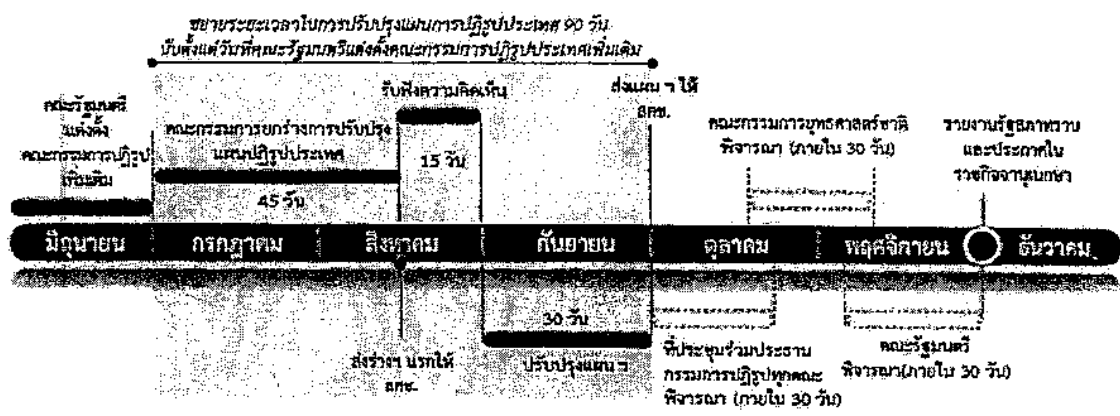 ขยายระยะเวลาในการปรับปรุงแผนการปฏิรูปประเทศ 90 วัน
นับตั้งแต่วันที่คณะรัฐมนตรีแต่งตั้งคณะกรรมการปฏิรูปประเทศเพิ่มเติม
คณะรัฐมนตรี
แต่งตั้ง
คณะกรรมการปฏิรูป
เพิ่มเติม
คณะกรรมการยกร่างการปรับปรุง
แผนปฏิรูปประเทศ
45 วัน
รับฟังความคิดเห็น
15 วัน
ส่งแผน ฯ ให้
สศช.
คณะกรรมการยุทธศาสตร์ชาติ
พิจารณา (ภายใน 30 วัน)
รายงานรัฐสภาทราบ
และประกาศใน
ราชกิจจานุเบกษา
มิถุนายน
กรกฎาคม
สิงหาคม
กันยายน
ตุลาคม
พฤศจิกายน
ธันวาคม
ส่งร่างฯ แรกให้
สศช.
30 วัน
ปรับปรุงแผน ฯ
ที่ประชุมร่วมประธาน
กรรมการปฏิรูปทุกคณะ
พิจารณา (ภายใน 30 วัน)
คณะรัฐมนตรี
พิจารณา(ภายใน 30 วัน)